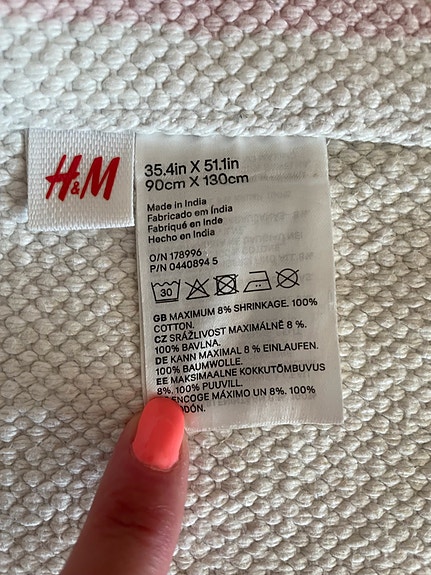 H&M
35.4in X 51.1in
90cm X 130cm
Made in India
Fabricado em Índia
Fabriqué en Inde
Hecho en India
O/N 178996
P/N 0440894 5
30
GB MAXIMUM 8% SHRINKAGE. 100%
COTTON.
CZ SRÁŽLIVOST MAXIMÁLNĚ 8 %.
100% BAVLNA.
DE KANN MAXIMAL 8 % EINLAUFEN.
100% BAUMWOLLE.
EE MAKSIMAALNE KOKKUTÕMBUVUS
8%. 100% PUUVILL.
ENCOGE MÁXIMO UN 8%. 100%